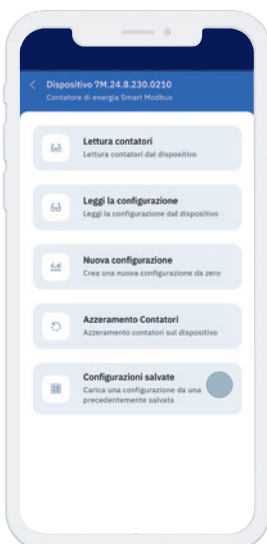 Dispositivo 7M.24.8.230.0210
Contatore di energia Smart Modbus
Lettura contatori
Lettura contatori dal dispositivo
Leggi la configurazione
Leggi la configurazione dal dispositivo
Nuova configurazione
Crea una nuova configurazione da zero
Azzeramento Contatori
Azzeramento contatori sul dispositivo
Configurazioni salvate
Carica una configurazione da una
precedentemente salvata